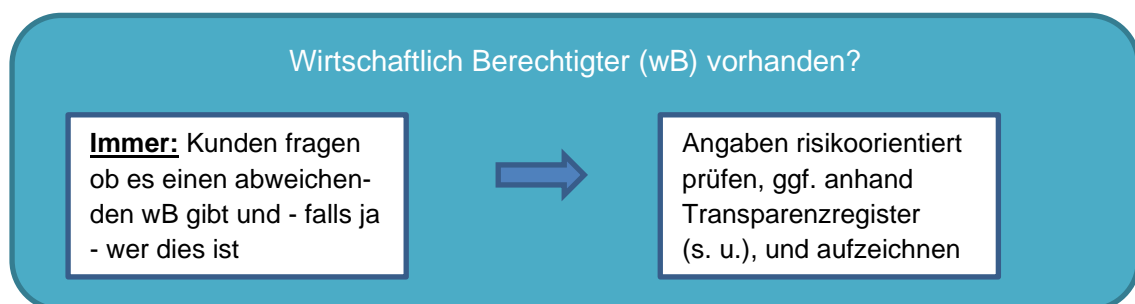 Wirtschaftlich Berechtigter (wB) vorhanden?
Immer: Kunden fragen
ob es einen abweichen-
den wB gibt und - falls ja
- wer dies ist
Angaben risikoorientiert
prüfen, ggf. anhand
Transparenzregister
(s. u.), und aufzeichnen